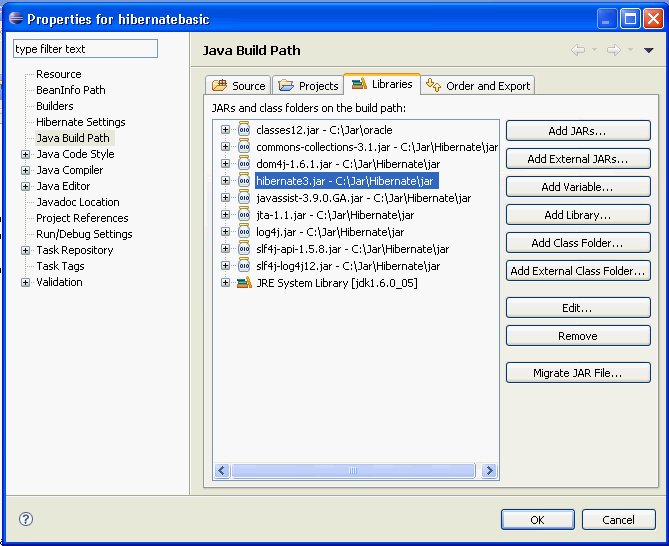 Properties for hibernatebasic
type filter text
Resource
BeanInfo Path
Builders
Hibernate Settings
Java Build Path
Java Code Style
Java Compiler
Java Editor
Javadoc Location
Project References
Run/Debug Settings
Task Repository
Task Tags
Validation
Java Build Path
Source
Projects
Libraries
Order and Export
JARs and class folders on the build path:
classes12.jar - C:\Jar\oracle
commons-collections-3.1.jar - C:\Jar\Hibernate\jar
dom4j-1.6.1.jar - C:\Jar\Hibernate\jar
hibernate3.jar - C:\Jar\Hibernate\jar
javassist-3.9.0.GA.jar - C:\Jar\Hibernate\jar
jta-1.1.jar - C:\Jar\Hibernate\jar
log4j.jar - C:\Jar\Hibernate\jar
slf4j-api-1.5.8.jar - C:\Jar\Hibernate\jar
slf4j-log4j12.jar - C:\Jar\Hibernate\jar
JRE System Library [jdk1.6.0_05]
Add JARs...
Add External JARs...
Add Variable...
Add Library...
Add Class Folder...
Add External Class Folder...
Edit...
Remove
Migrate JAR File...
OK
Cancel